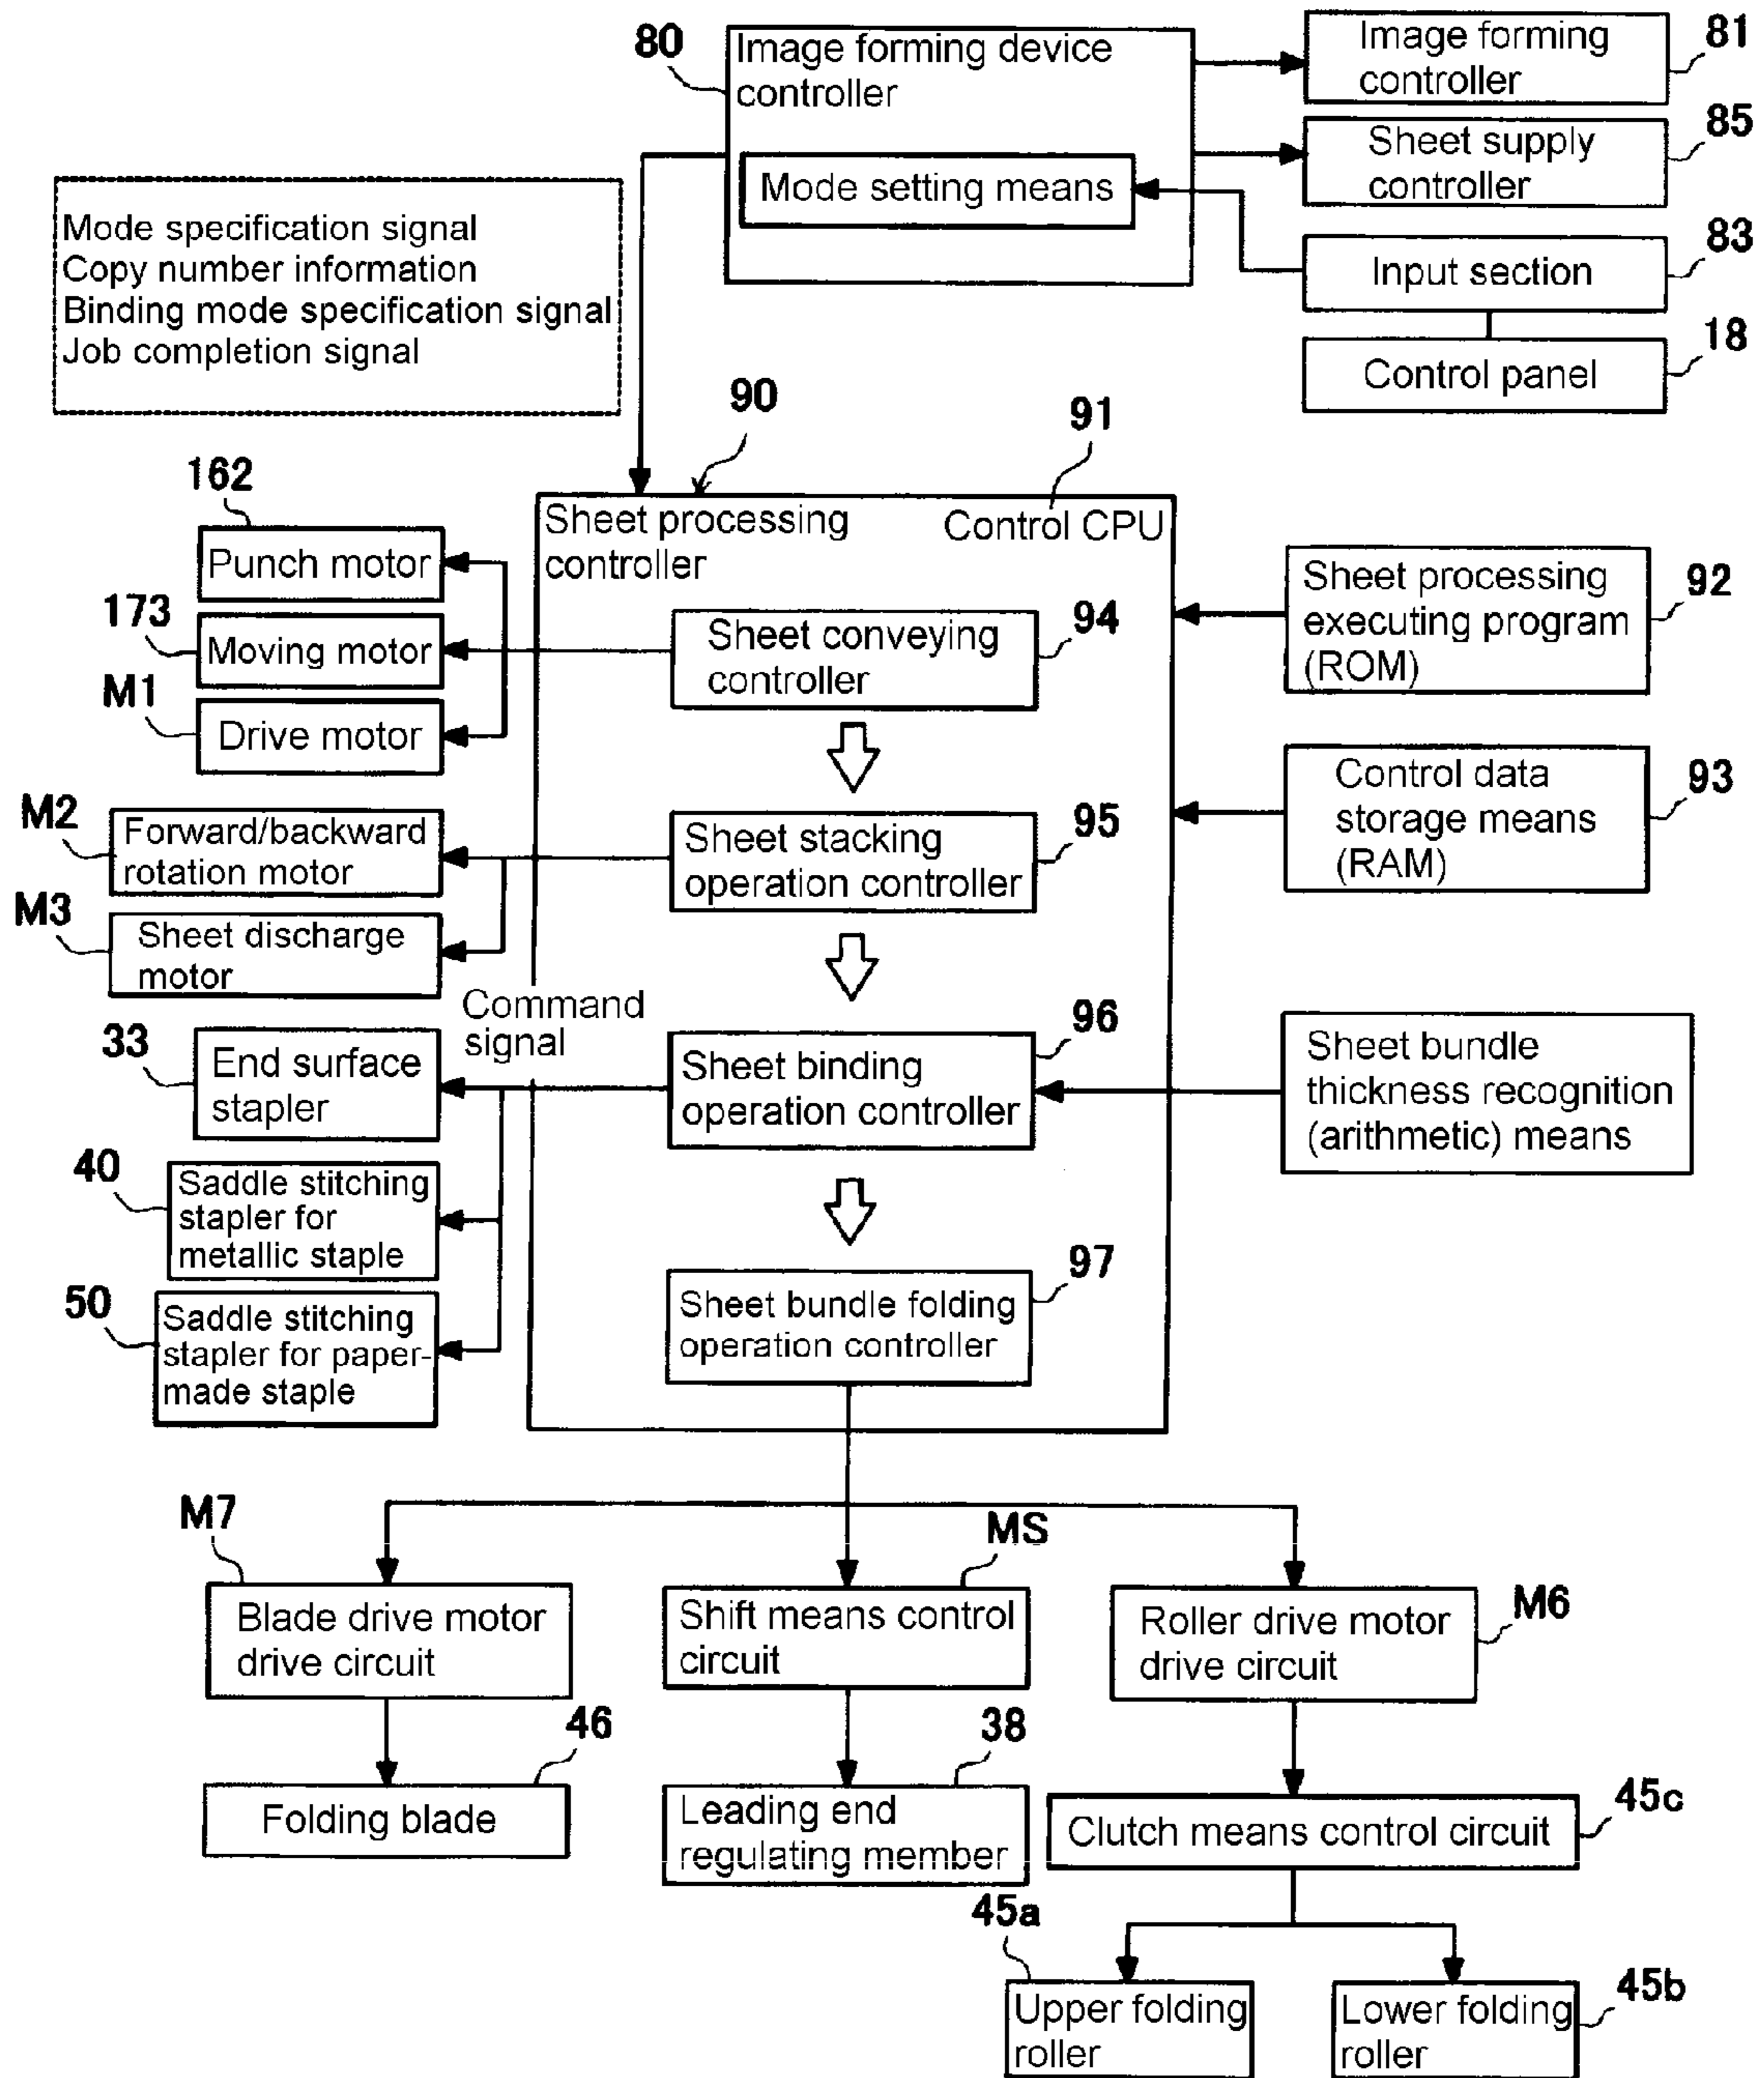 80
Image forming device
controller
Mode setting means
Image forming
controller
81
Sheet supply
controller
85
Input section
83
Control panel
18
Mode specification signal
Copy number information
Binding mode specification signal
Job completion signal
90
91
Sheet processing
controller
Control CPU
162
Punch motor
173
Moving motor
M1
Drive motor
Sheet conveying
controller
94
Sheet processing
executing program
(ROM)
92
M2
Forward/backward
rotation motor
M3
Sheet discharge
motor
Sheet stacking
operation controller
95
Control data
storage means
(RAM)
93
Command
signal
33
End surface
stapler
40
Saddle stitching
stapler for
metallic staple
50
Saddle stitching
stapler for paper-
made staple
Sheet binding
operation controller
96
Sheet bundle
thickness recognition
(arithmetic) means
Sheet bundle folding
operation controller
97
M7
Blade drive motor
drive circuit
46
Folding blade
MS
Shift means control
circuit
38
Leading end
regulating member
Roller drive motor
drive circuit
M6
Clutch means control circuit
45c
45a
Upper folding
roller
Lower folding
roller
45b